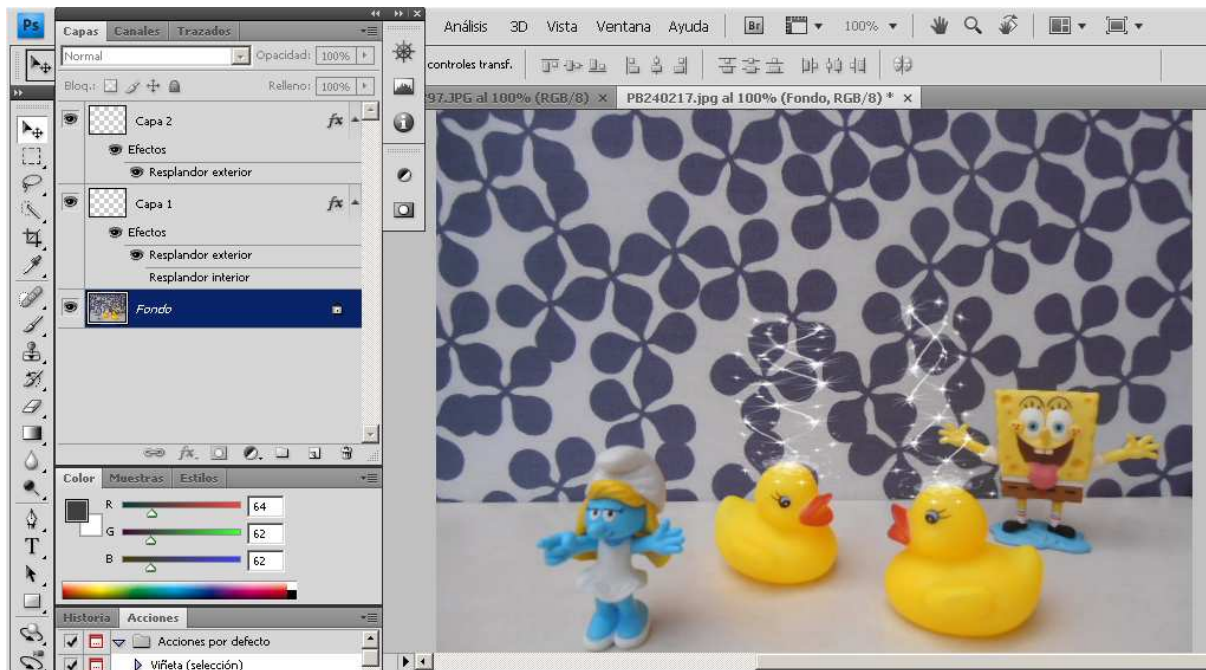 Ps
Capas Canales Trazados
Análisis 3D Vista Ventana Ayuda Br 100%
Normal Opacidad: 100%
controles transf.
Bloq.: Relleno: 100%
297.JPG al 100% (RGB/8) × PB240217.jpg al 100% (Fondo, RGB/8) * ×
Capa 2 fx
Efectos
Resplandor exterior
Capa 1 fx
Efectos
Resplandor exterior
Resplandor interior
Fondo
fx.
Color Muestras Estilos
R 64
G 62
B 62
T
Historia Acciones
Acciones por defecto
Viñeta (selección)